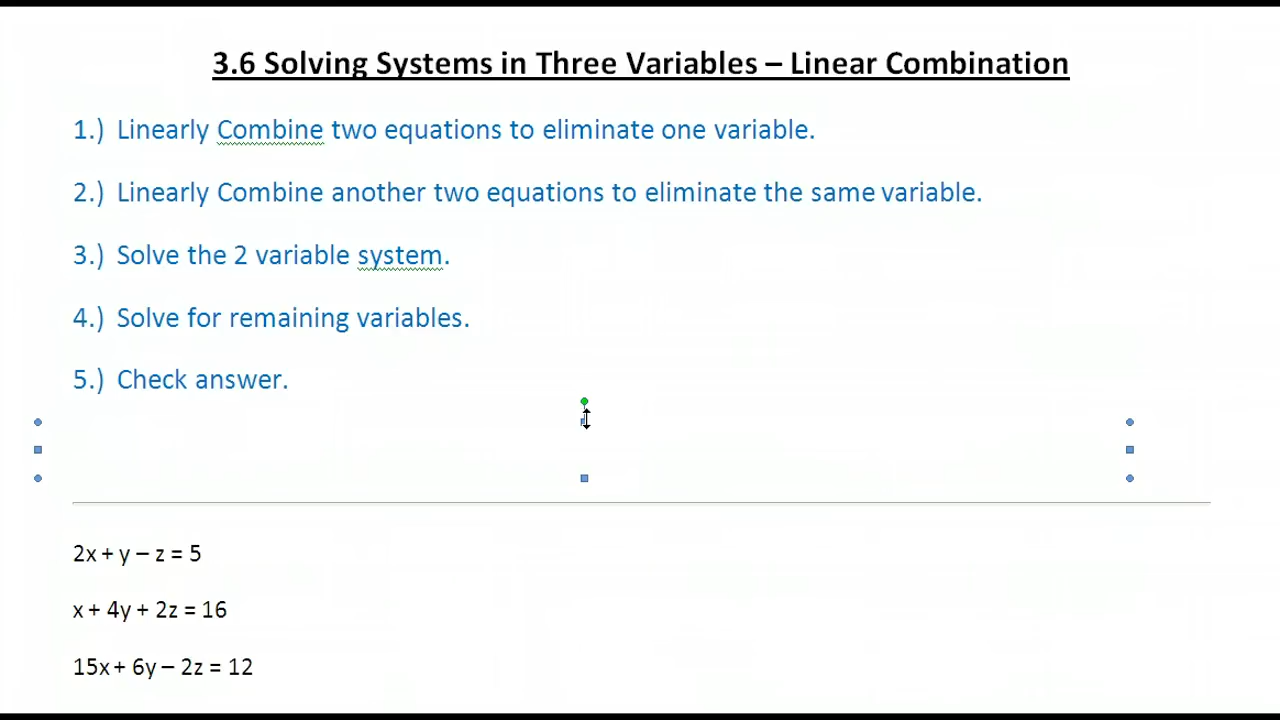 3.6 Solving Systems in Three Variables – Linear Combination
1.) Linearly Combine two equations to eliminate one variable.
2.) Linearly Combine another two equations to eliminate the same variable.
3.) Solve the 2 variable system.
4.) Solve for remaining variables.
5.) Check answer.
2x + y – z = 5
x + 4y + 2z = 16
15x + 6y – 2z = 12